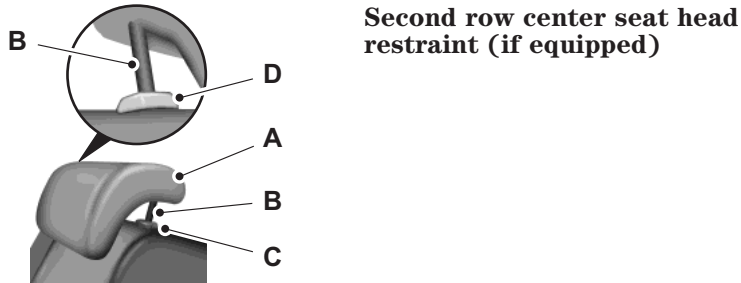 Second row center seat head
restraint (if equipped)
B
D
A
B
C